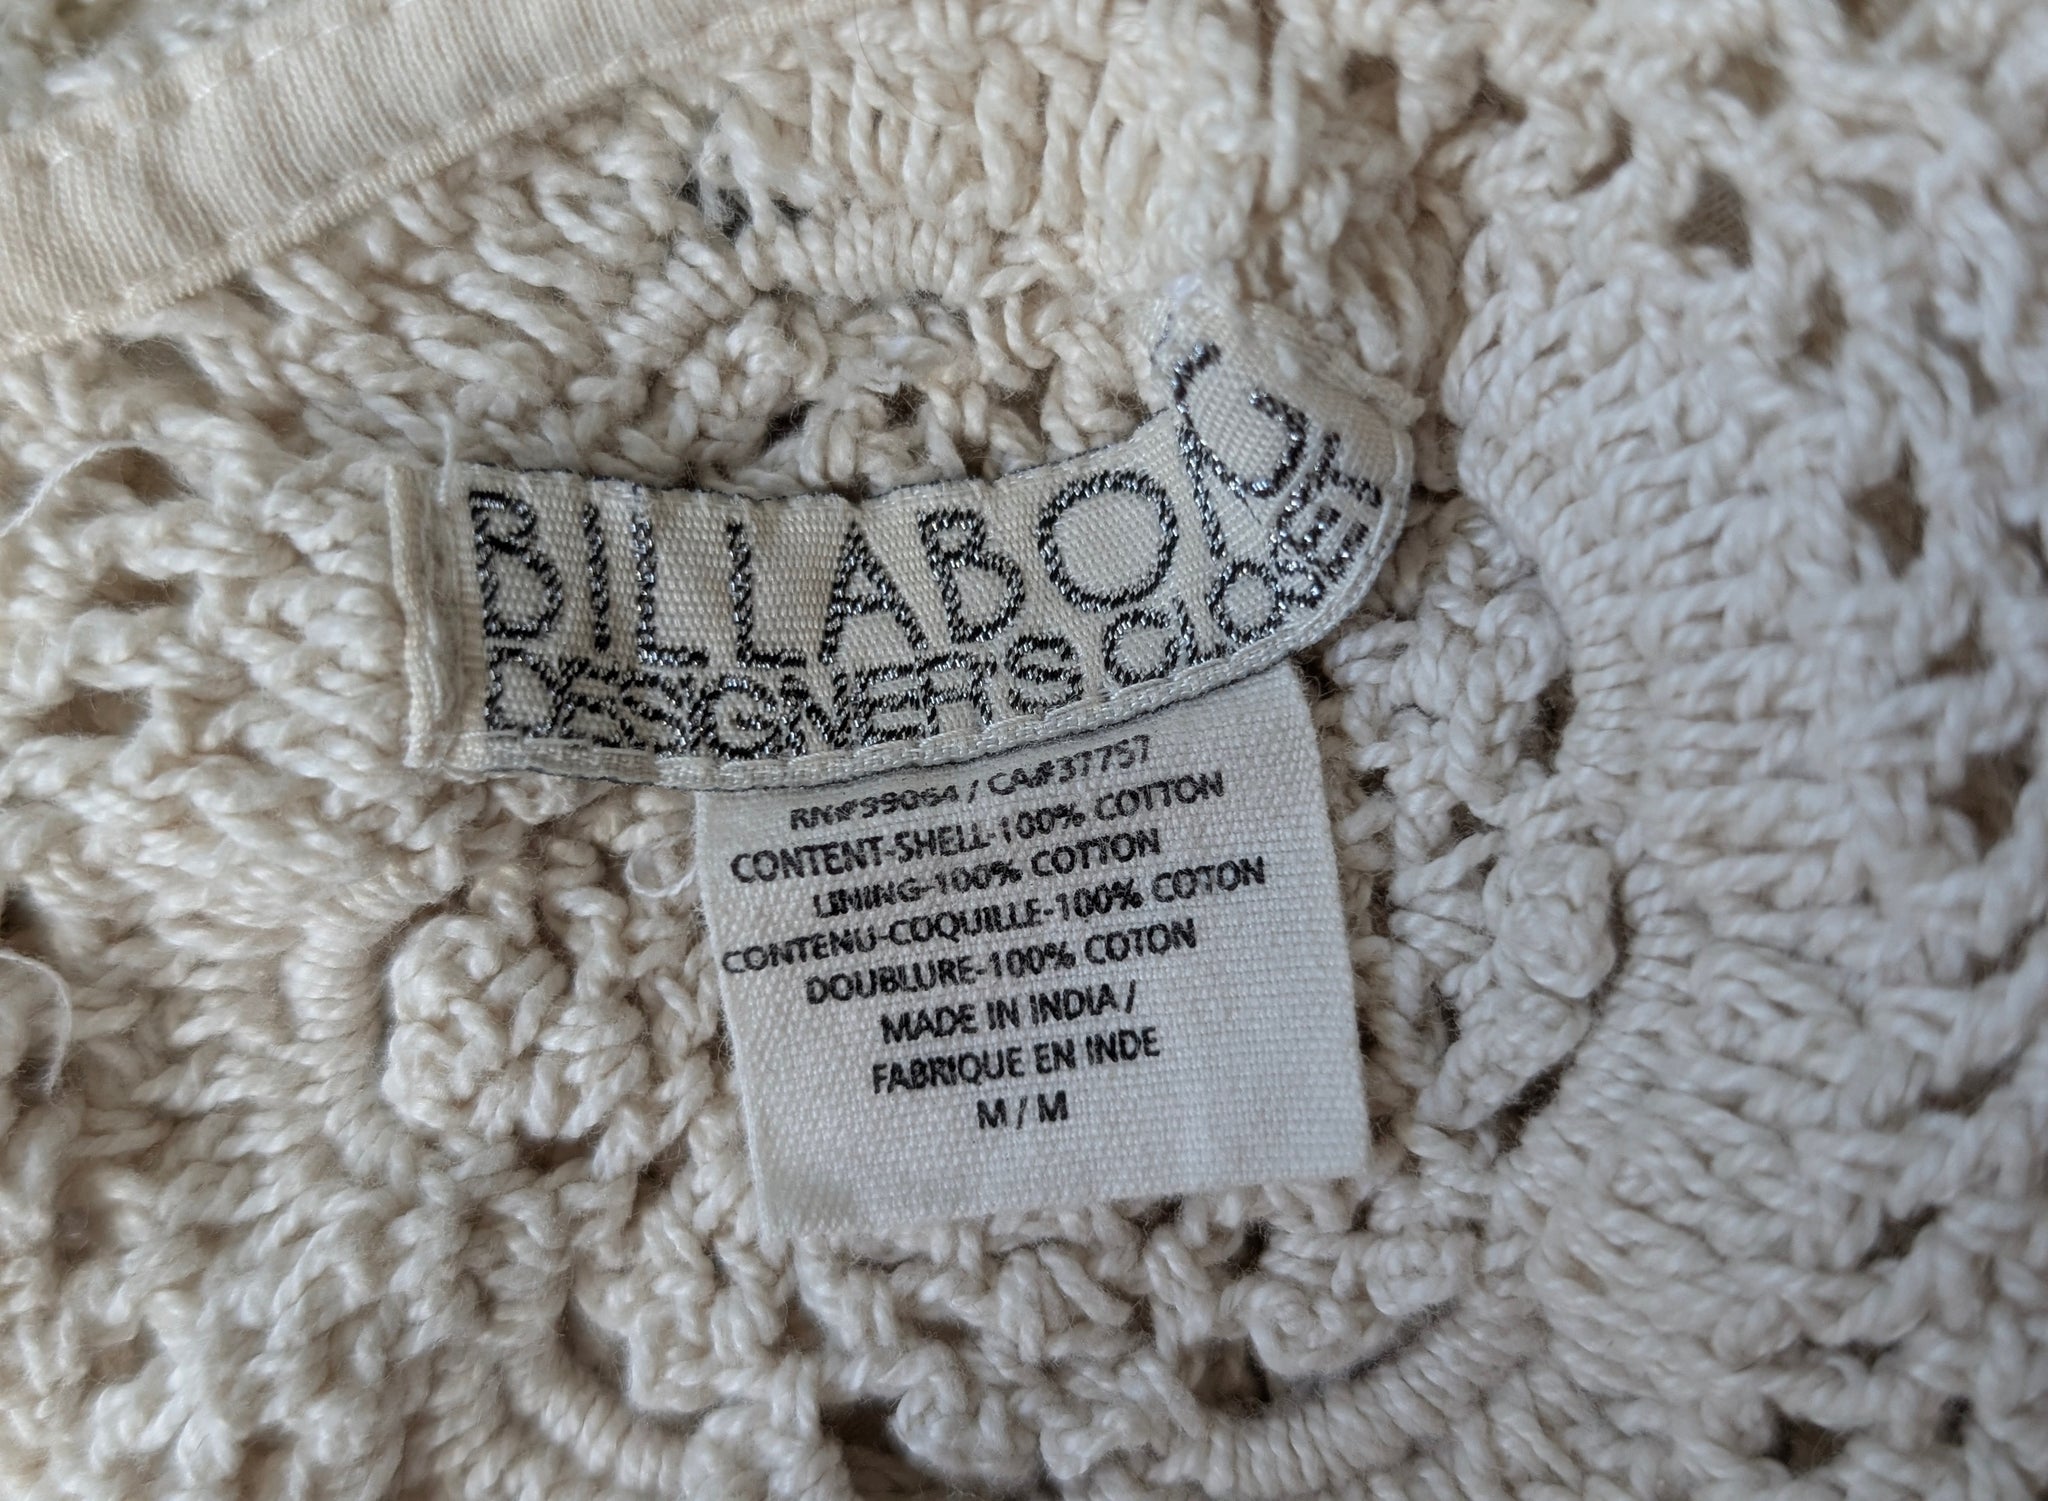 BILLABONG
DESIGNERS CLOSET
RN#99064 / CA#37757
CONTENT-SHELL-100% COTTON
LINING-100% COTTON
CONTENU-COQUILLE-100% COTON
DOUBLURE-100% COTON
MADE IN INDIA /
FABRIQUE EN INDE
M / M